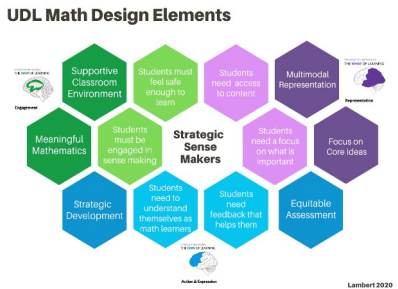 UDL Math Design Elements
Supportive
Classroom
Environment
Students must
feel safe
enough to
learn
Students
need access
to content
Multimodal
Representation
Engagement
Representation
Meaningful
Mathematics
Students
must be
engaged in
sense making
Strategic
Sense
Makers
Students
need a focus
on what is
important
Focus on
Core Ideas
Strategic
Development
Students
need to
understand
themselves as
math learners
Students
need
feedback that
helps them
Equitable
Assessment
Action & Expression
Lambert 2020